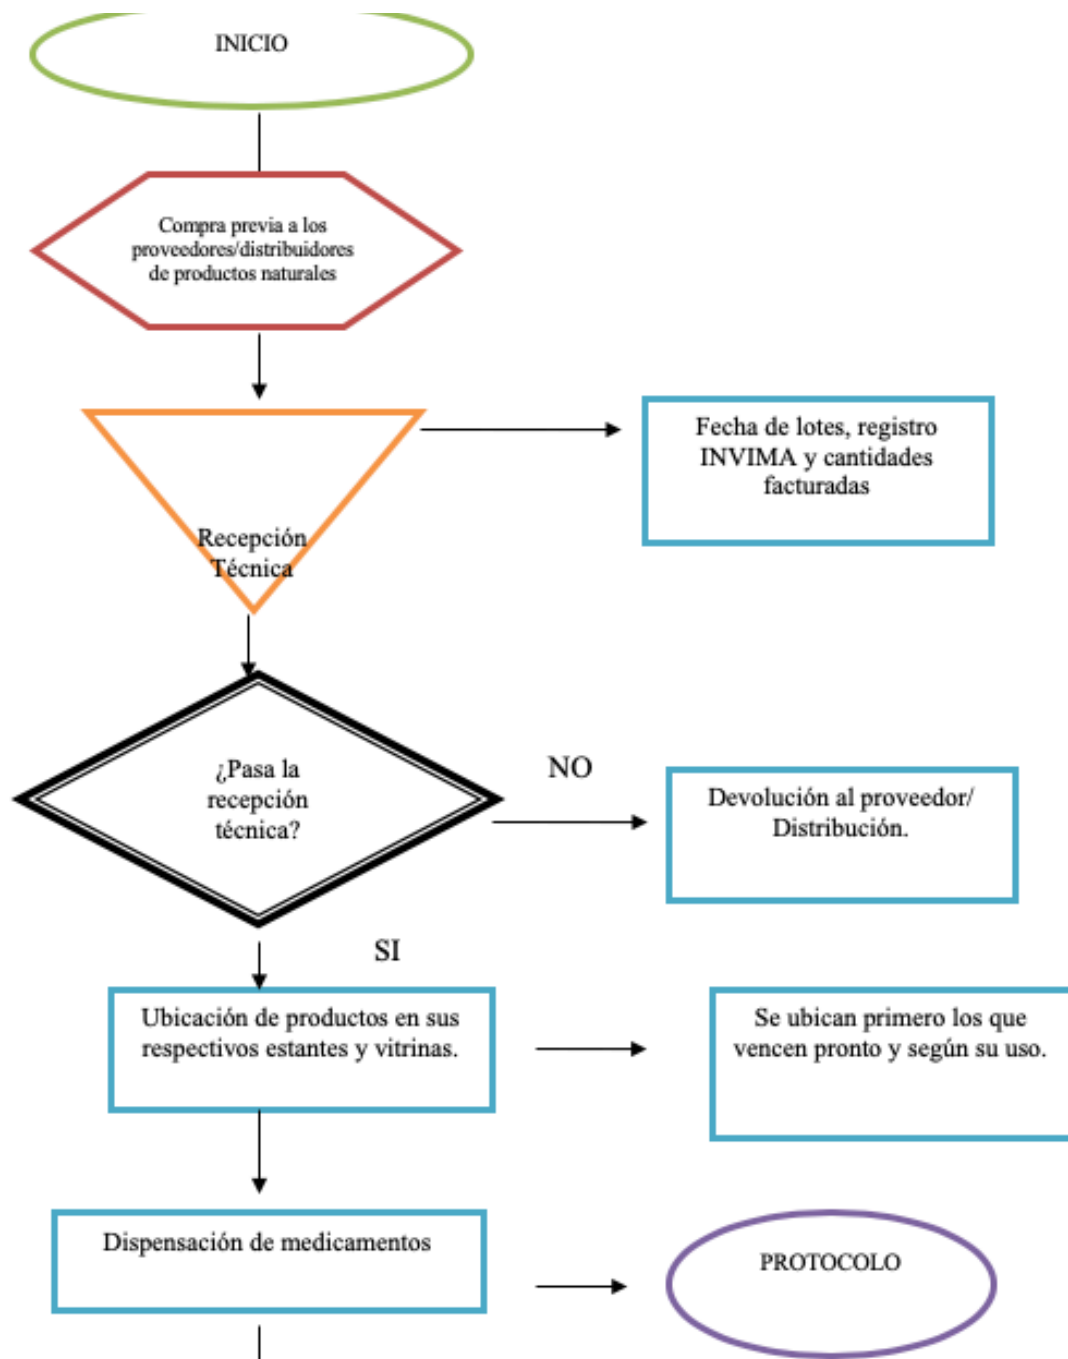 INICIO
Compra previa a los
proveedores/distribuidores
de productos naturales
Fecha de lotes, registro
INVIMA y cantidades
facturadas
Recepción
Técnica
¿Pasa la
recepción
técnica?
NO
Devolución al proveedor/
Distribución.
SI
Ubicación de productos en sus
respectivos estantes y vitrinas.
Se ubican primero los que
vencen pronto y según su uso.
Dispensación de medicamentos
PROTOCOLO